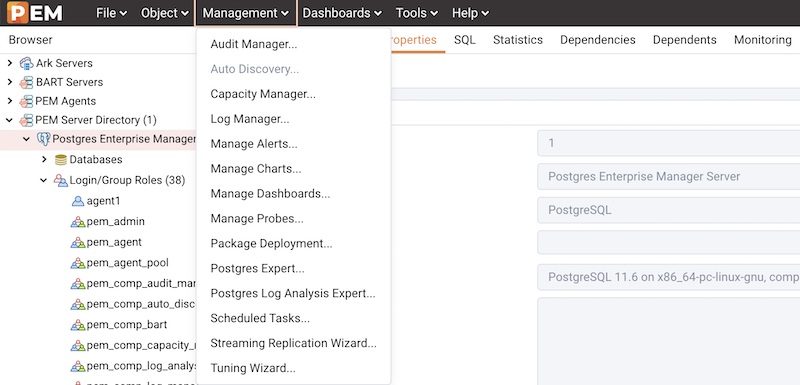 PEM
File Object Management Dashboards Tools Help
Browser
Properties SQL Statistics Dependencies Dependents Monitoring
Ark Servers
BART Servers
PEM Agents
PEM Server Directory (1)
Postgres Enterprise Manager
Databases
Login/Group Roles (38)
agent1
pem_admin
pem_agent
pem_agent_pool
pem_comp_audit_man
pem_comp_auto_disc
pem_comp_bart
pem_comp_capacity_
pem_comp_log_analys
Audit Manager...
Auto Discovery...
Capacity Manager...
Log Manager...
Manage Alerts...
Manage Charts...
Manage Dashboards...
Manage Probes...
Package Deployment...
Postgres Expert...
Postgres Log Analysis Expert...
Scheduled Tasks...
Streaming Replication Wizard...
Tuning Wizard...
1
Postgres Enterprise Manager Server
PostgreSQL
PostgreSQL 11.6 on x86_64-pc-linux-gnu, comp